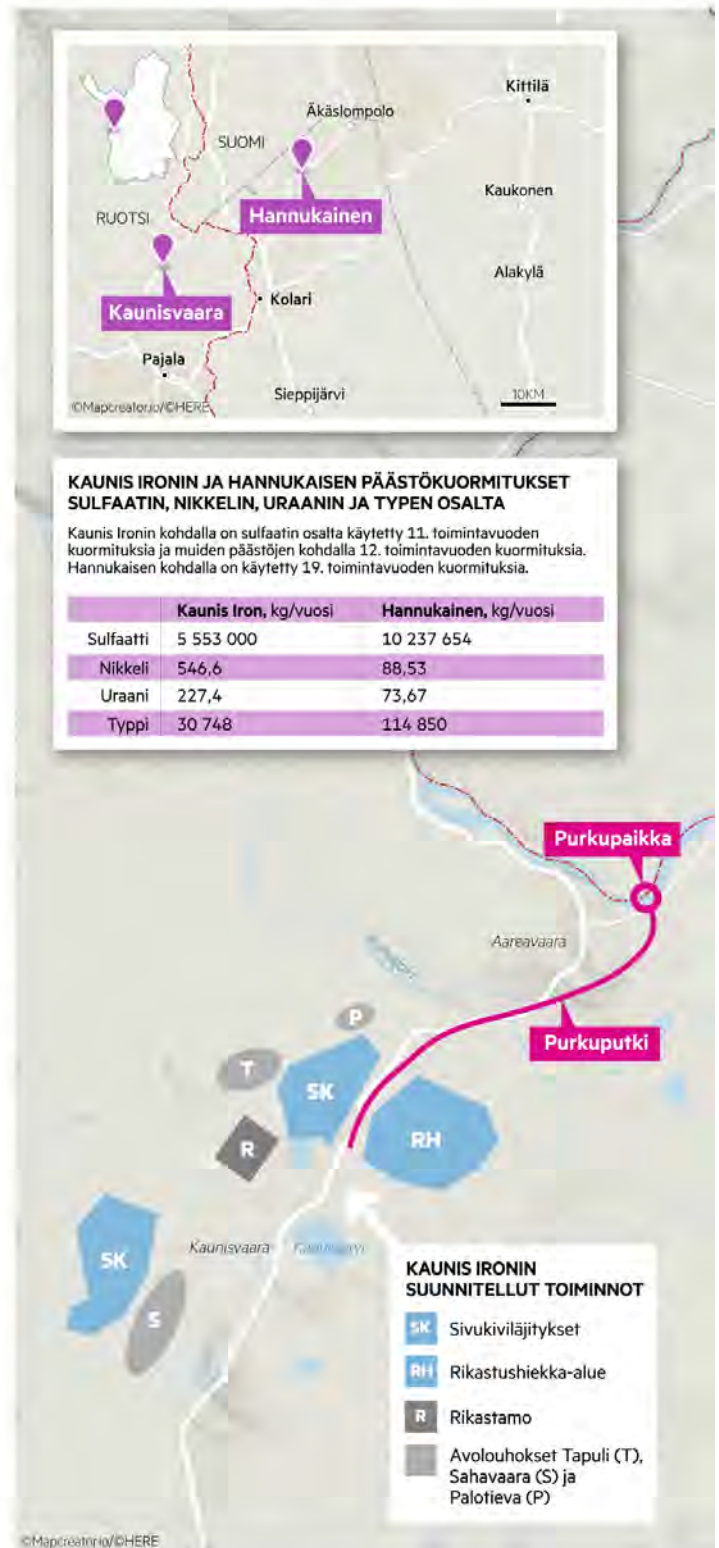 Kittilä
Äkäslompolo
SUOMI
Kaukonen
Hannukainen
RUOTSI
Alakylä
Kaunisvaara
Kolari
Pajala
Sieppijärvi
10KM
©Mapcreator.io/©HERE
KAUNIS IRONIN JA HANNUKAISEN PÄÄSTÖKUORMITUKSET
SULFAATIN, NIKKELIN, URAANIN JA TYPEN OSALTA
Kaunis Ironin kohdalla on sulfaatin osalta käytetty 11. toimintavuoden
kuormituksia ja muiden päästöjen kohdalla 12. toimintavuoden kuormituksia.
Hannukaisen kohdalla on käytetty 19. toimintavuoden kuormituksia.
Kaunis Iron, kg/vuosi Hannukainen, kg/vuosi
Sulfaatti 5 553 000 10 237 654
Nikkeli 546,6 88,53
Uraani 227,4 73,67
Typpi 30 748 114 850
Purkupaikka
Aareavaara
Purkuputki
P
T
SK
R
RH
Kaunisvaara
SK
S
KAUNIS IRONIN
SUUNNITELLUT TOIMINNOT
SK Sivukiviläjitykset
RH Rikastushiekka-alue
R Rikastamo
Avolouhokset Tapuli (T),
Sahavaara (S) ja
Palotieva (P)
©Mapcreator.io/©HERE